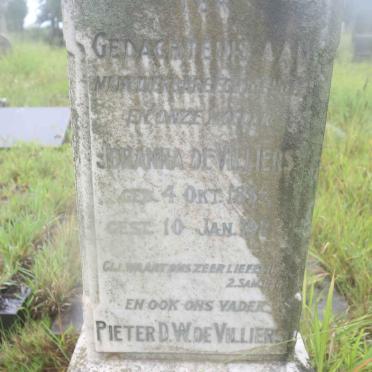 GEDACHTENIS AAN
EN ONZE
JOHANNA DE VILLIERS
GEB. 4 OKT.
GEST. 10 JAN.
GIJ WAART ONS ZEER LIEFELIJK
2. SAM
EN OOK ONS VADER
PIETER D. W. DE VILLIERS